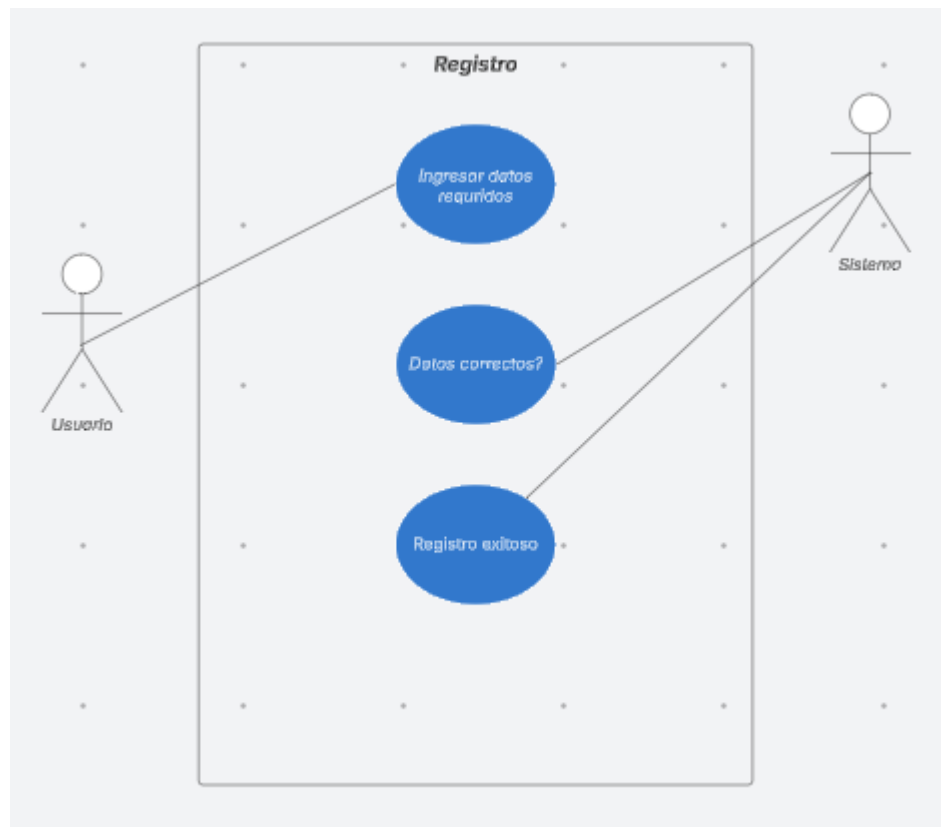 Registro
Ingresar datos
requridos
Sistema
Datos correctos?
Usuario
Registro exitoso